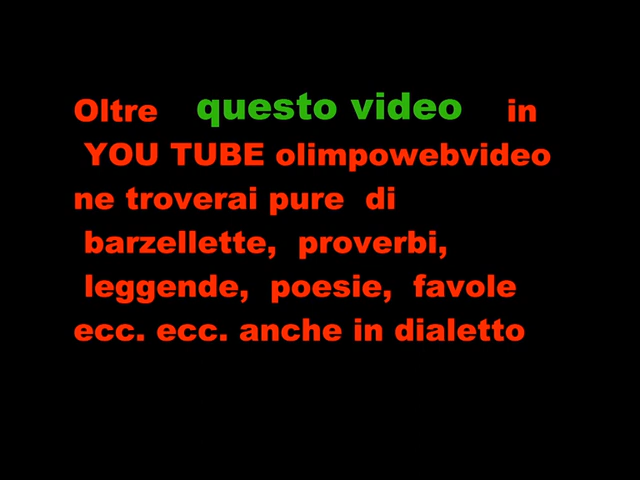 Oltre questo video in
YOU TUBE olimpowebvideo
ne troverai pure di
barzellette, proverbi,
leggende, poesie, favole
ecc. ecc. anche in dialetto